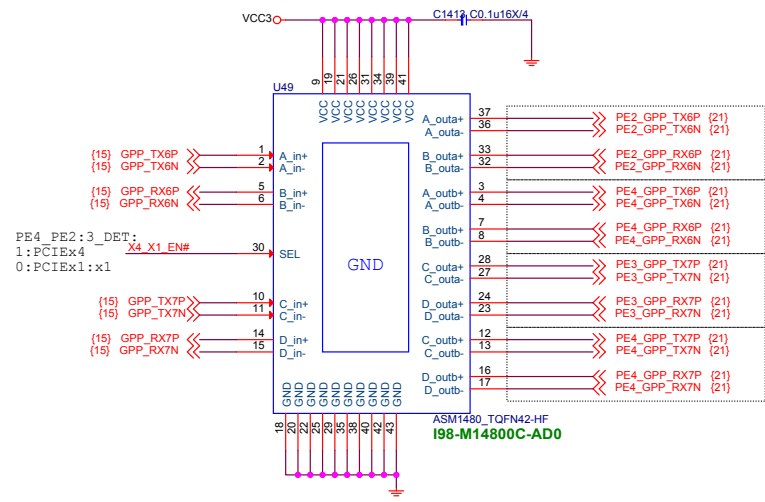 VCC3
C1413 C0.1u16X/4
U49
9 19 21 26 31 34 39 41
VCC VCC VCC VCC VCC VCC VCC VCC
{15} GPP_TX6P 1 A_in+
{15} GPP_TX6N 2 A_in-
{15} GPP_RX6P 5 B_in+
{15} GPP_RX6N 6 B_in-
PE4_PE2:3_DET:
1:PCIEx4
0:PCIEx1:x1
X4_X1_EN# 30 SEL
{15} GPP_TX7P 10 C_in+
{15} GPP_TX7N 11 C_in-
{15} GPP_RX7P 14 D_in+
{15} GPP_RX7N 15 D_in-
GND
A_outa+ 37 PE2_GPP_TX6P {21}
A_outa- 36 PE2_GPP_TX6N {21}
B_outa+ 33 PE2_GPP_RX6P {21}
B_outa- 32 PE2_GPP_RX6N {21}
A_outb+ 3 PE4_GPP_TX6P {21}
A_outb- 4 PE4_GPP_TX6N {21}
B_outb+ 7 PE4_GPP_RX6P {21}
B_outb- 8 PE4_GPP_RX6N {21}
C_outa+ 28 PE3_GPP_TX7P {21}
C_outa- 27 PE3_GPP_TX7N {21}
D_outa+ 24 PE3_GPP_RX7P {21}
D_outa- 23 PE3_GPP_RX7N {21}
C_outb+ 12 PE4_GPP_TX7P {21}
C_outb- 13 PE4_GPP_TX7N {21}
D_outb+ 16 PE4_GPP_RX7P {21}
D_outb- 17 PE4_GPP_RX7N {21}
GND GND GND GND GND GND GND GND GND GND
18 20 22 25 29 35 38 40 42 43
ASM1480_TQFN42-HF
I98-M14800C-AD0